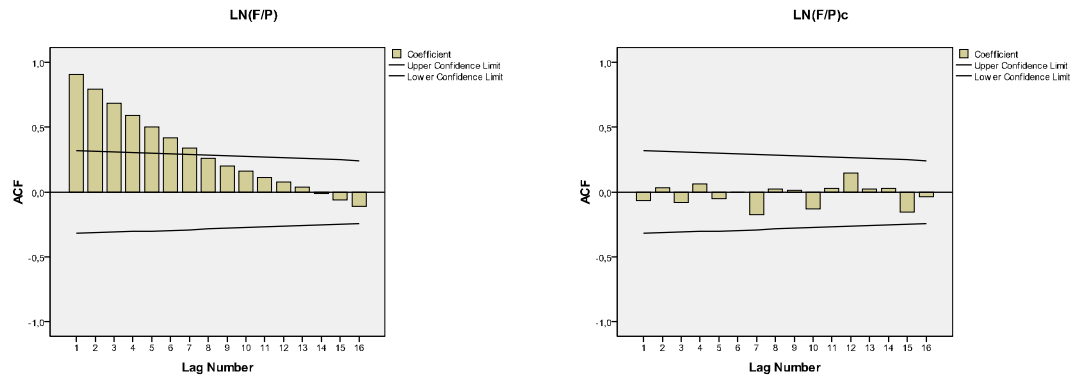 LN(F/P)
Coefficient
Upper Confidence Limit
Lower Confidence Limit
1,0
0,5
0,0
-0,5
-1,0
ACF
1 2 3 4 5 6 7 8 9 10 11 12 13 14 15 16
Lag Number
LN(F/P)c
Coefficient
Upper Confidence Limit
Lower Confidence Limit
1,0
0,5
0,0
-0,5
-1,0
ACF
1 2 3 4 5 6 7 8 9 10 11 12 13 14 15 16
Lag Number